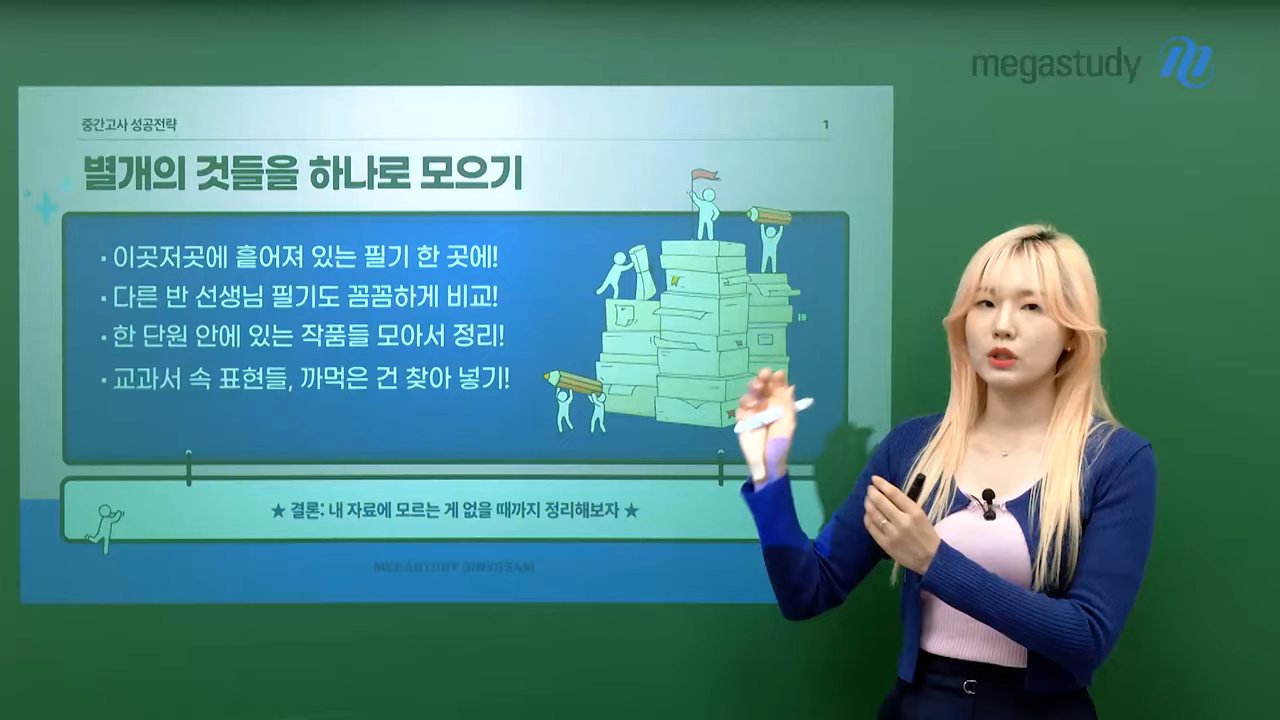 megastudy
중간고사 성공전략
1
별개의 것들을 하나로 모으기
· 이곳저곳에 흩어져 있는 필기 한 곳에!
· 다른 반 선생님 필기도 꼼꼼하게 비교!
· 한 단원 안에 있는 작품들 모아서 정리!
· 교과서 속 표현들, 까먹은 건 찾아 넣기!
★ 결론: 내 자료에 모르는 게 없을 때까지 정리해보자 ★
MEGASTUDY